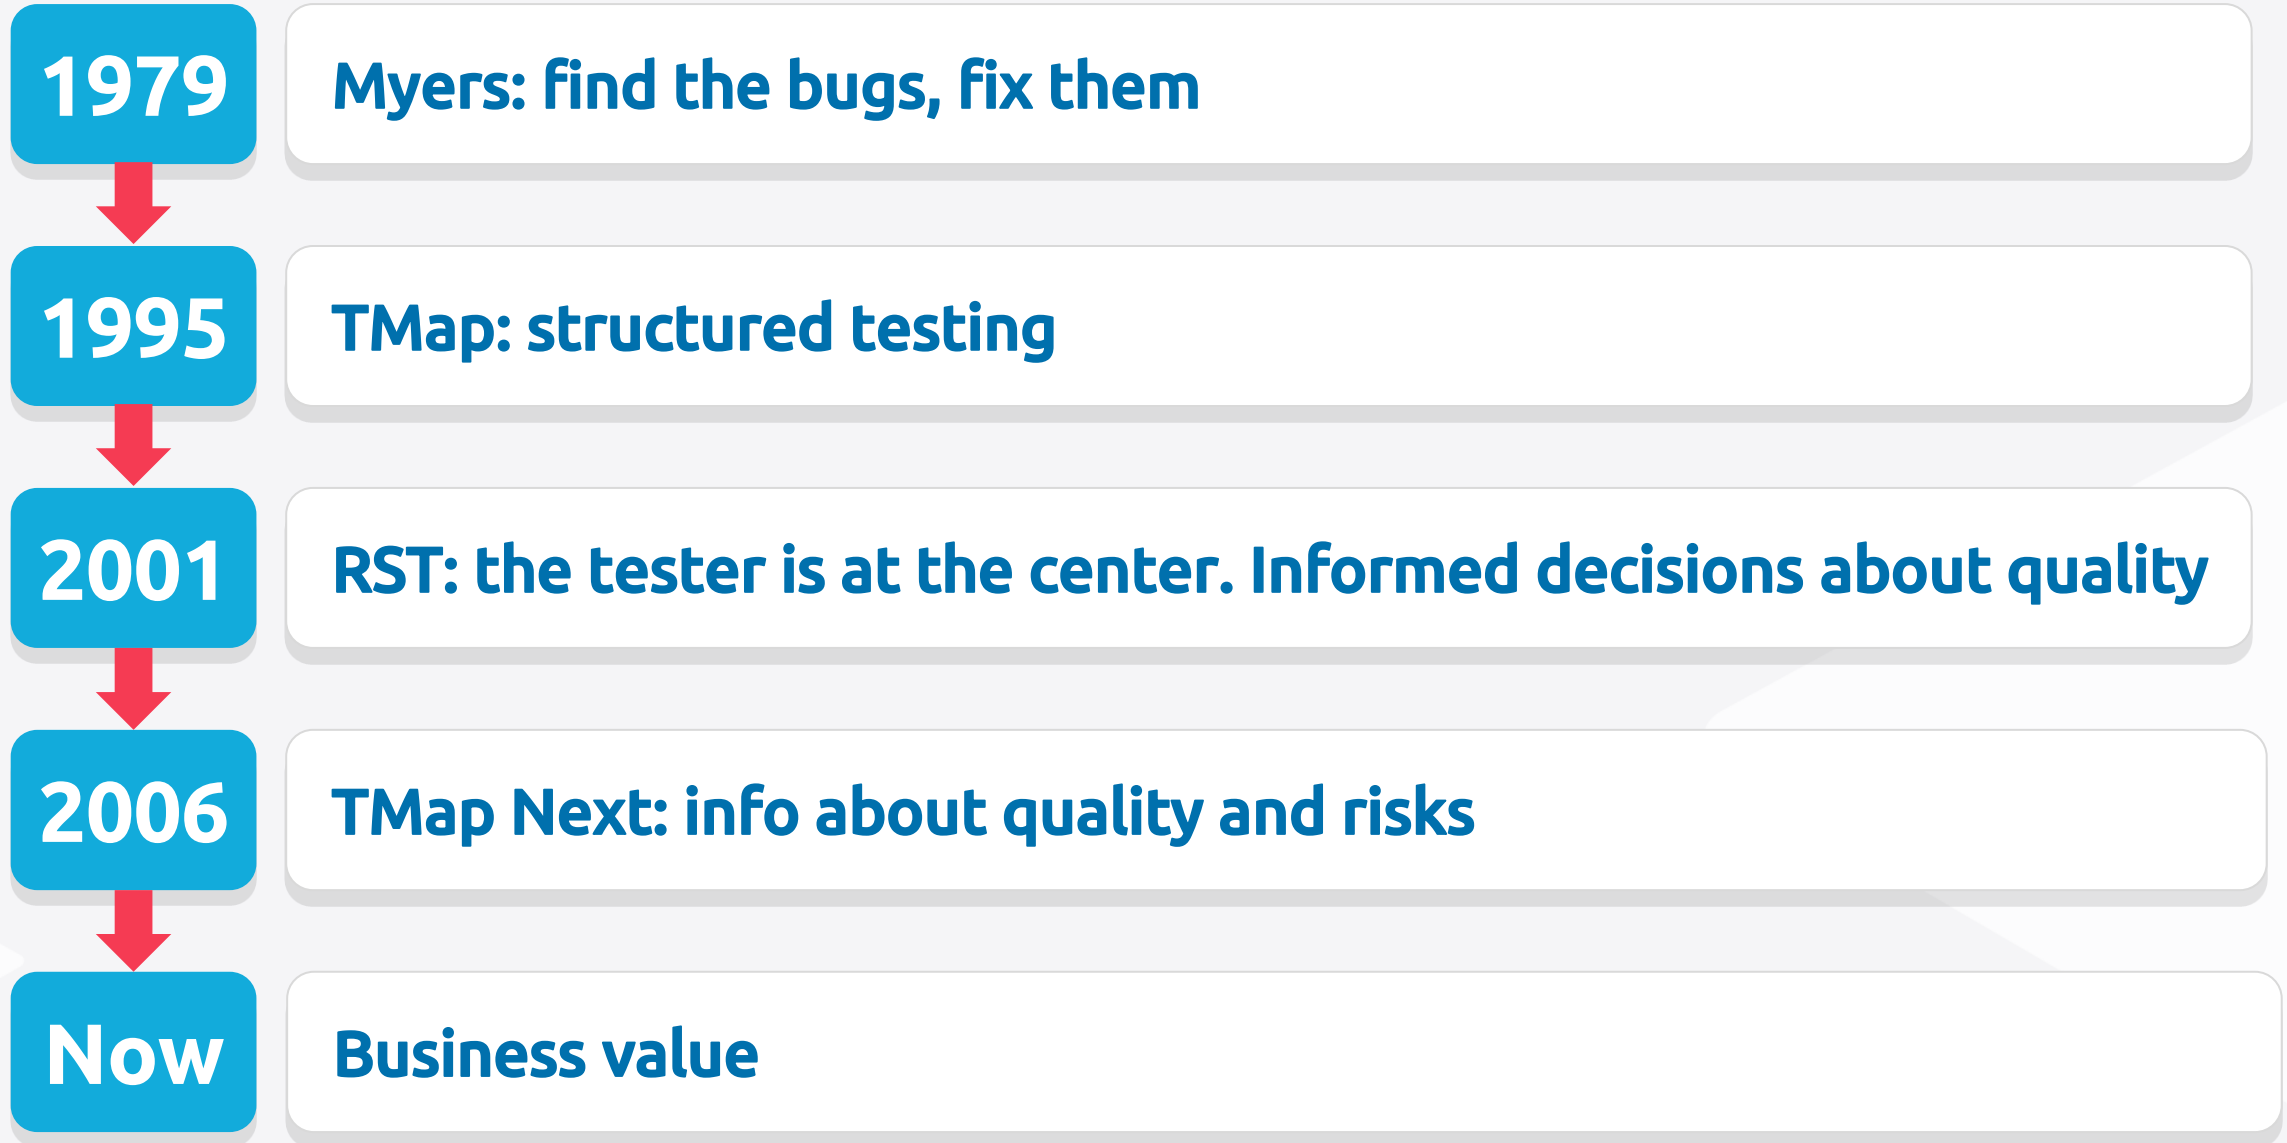 1979
Myers: find the bugs, fix them
1995
TMap: structured testing
2001
RST: the tester is at the center. Informed decisions about quality
2006
TMap Next: info about quality and risks
Now
Business value